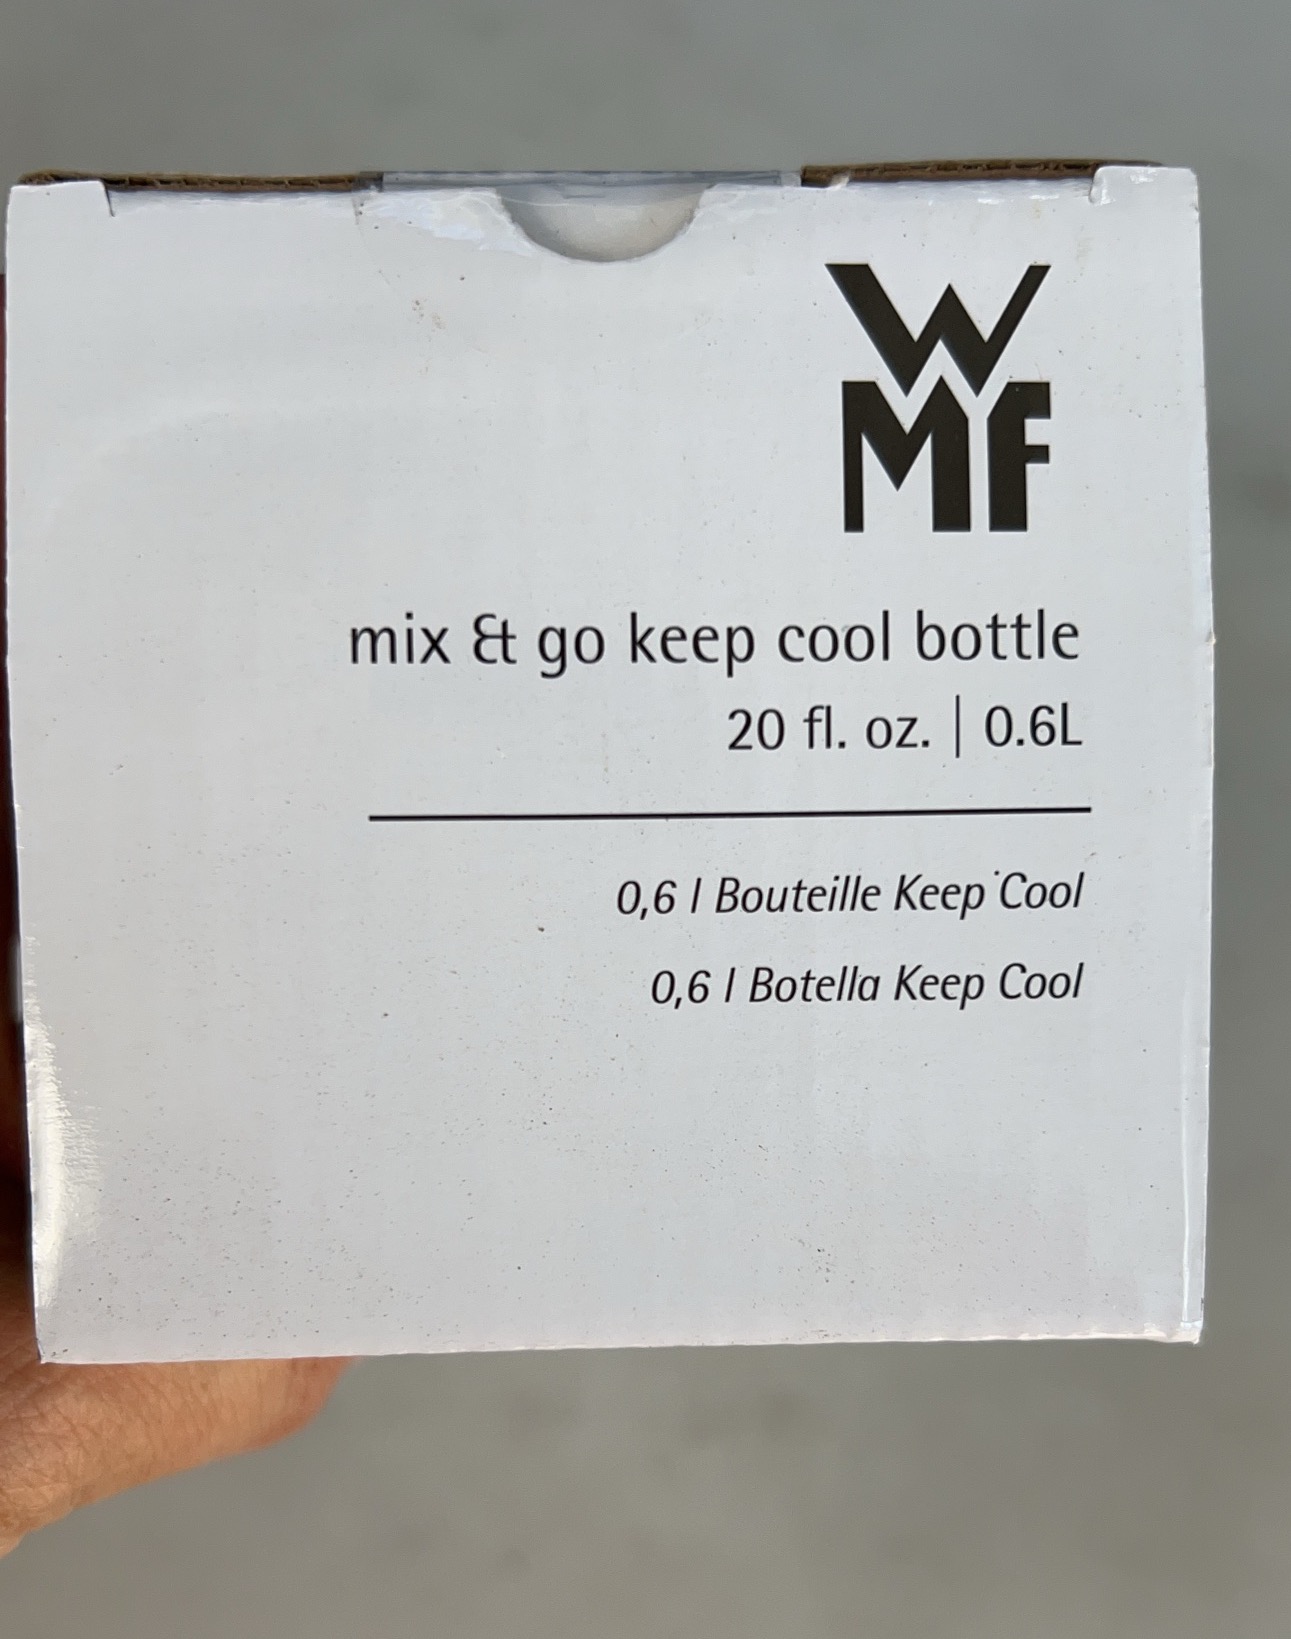 WMF
mix & go keep cool bottle
20 fl. oz. | 0.6L
0,6 l Bouteille Keep Cool
0,6 l Botella Keep Cool